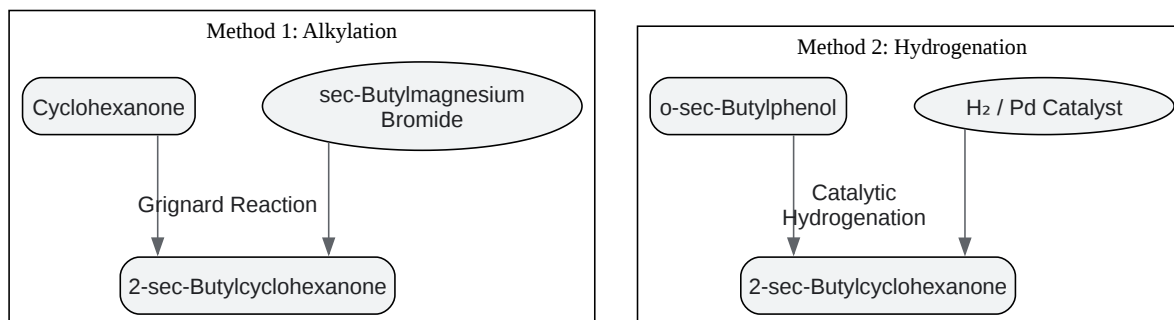 Method 1: Alkylation
Cyclohexanone
sec-Butylmagnesium
Bromide
Grignard Reaction
2-sec-Butylcyclohexanone
Method 2: Hydrogenation
o-sec-Butylphenol
H₂ / Pd Catalyst
Catalytic
Hydrogenation
2-sec-Butylcyclohexanone